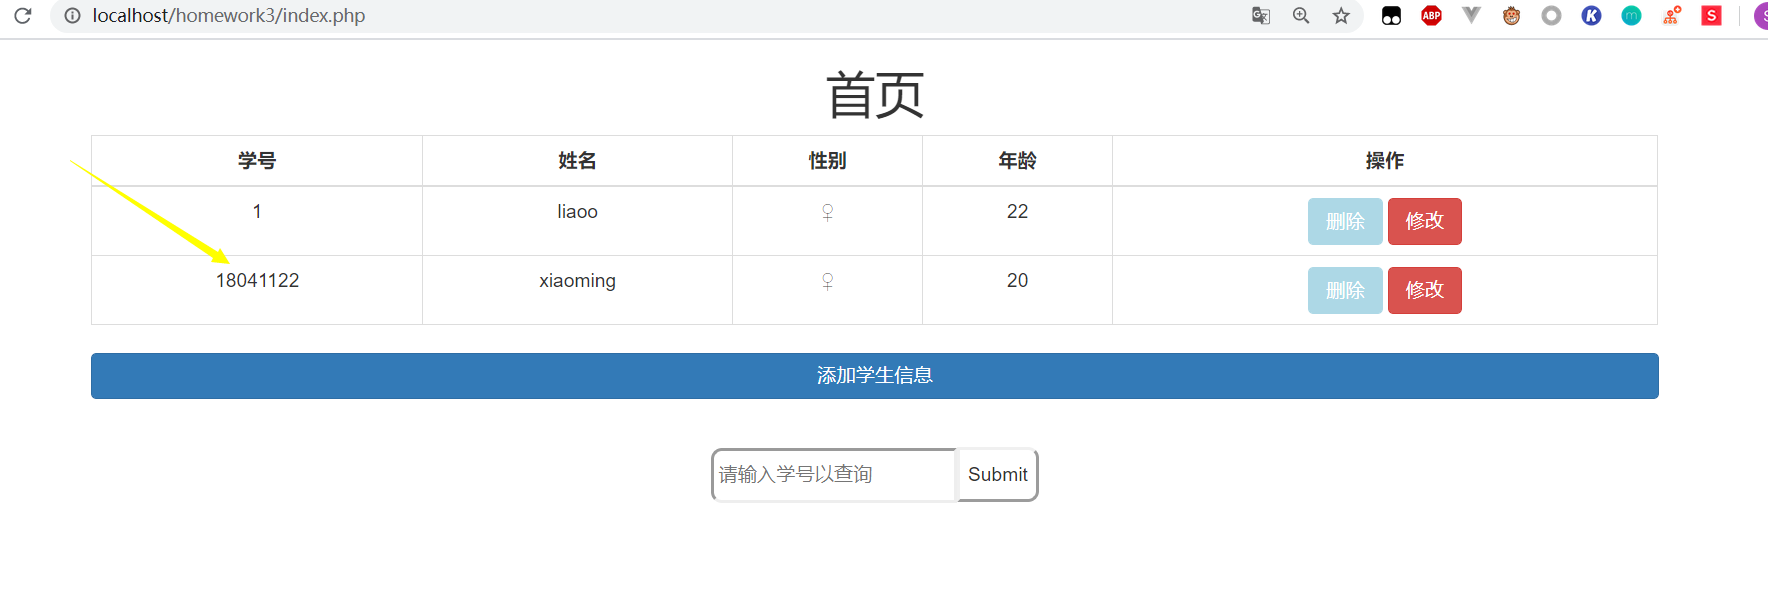 localhost/homework3/index.php
ABP
K
m
S
S
首页
学号 姓名 性别 年龄 操作
1 liaoo ♀ 22 删除 修改
18041122 xiaoming ♀ 20 删除 修改
添加学生信息
请输入学号以查询 Submit